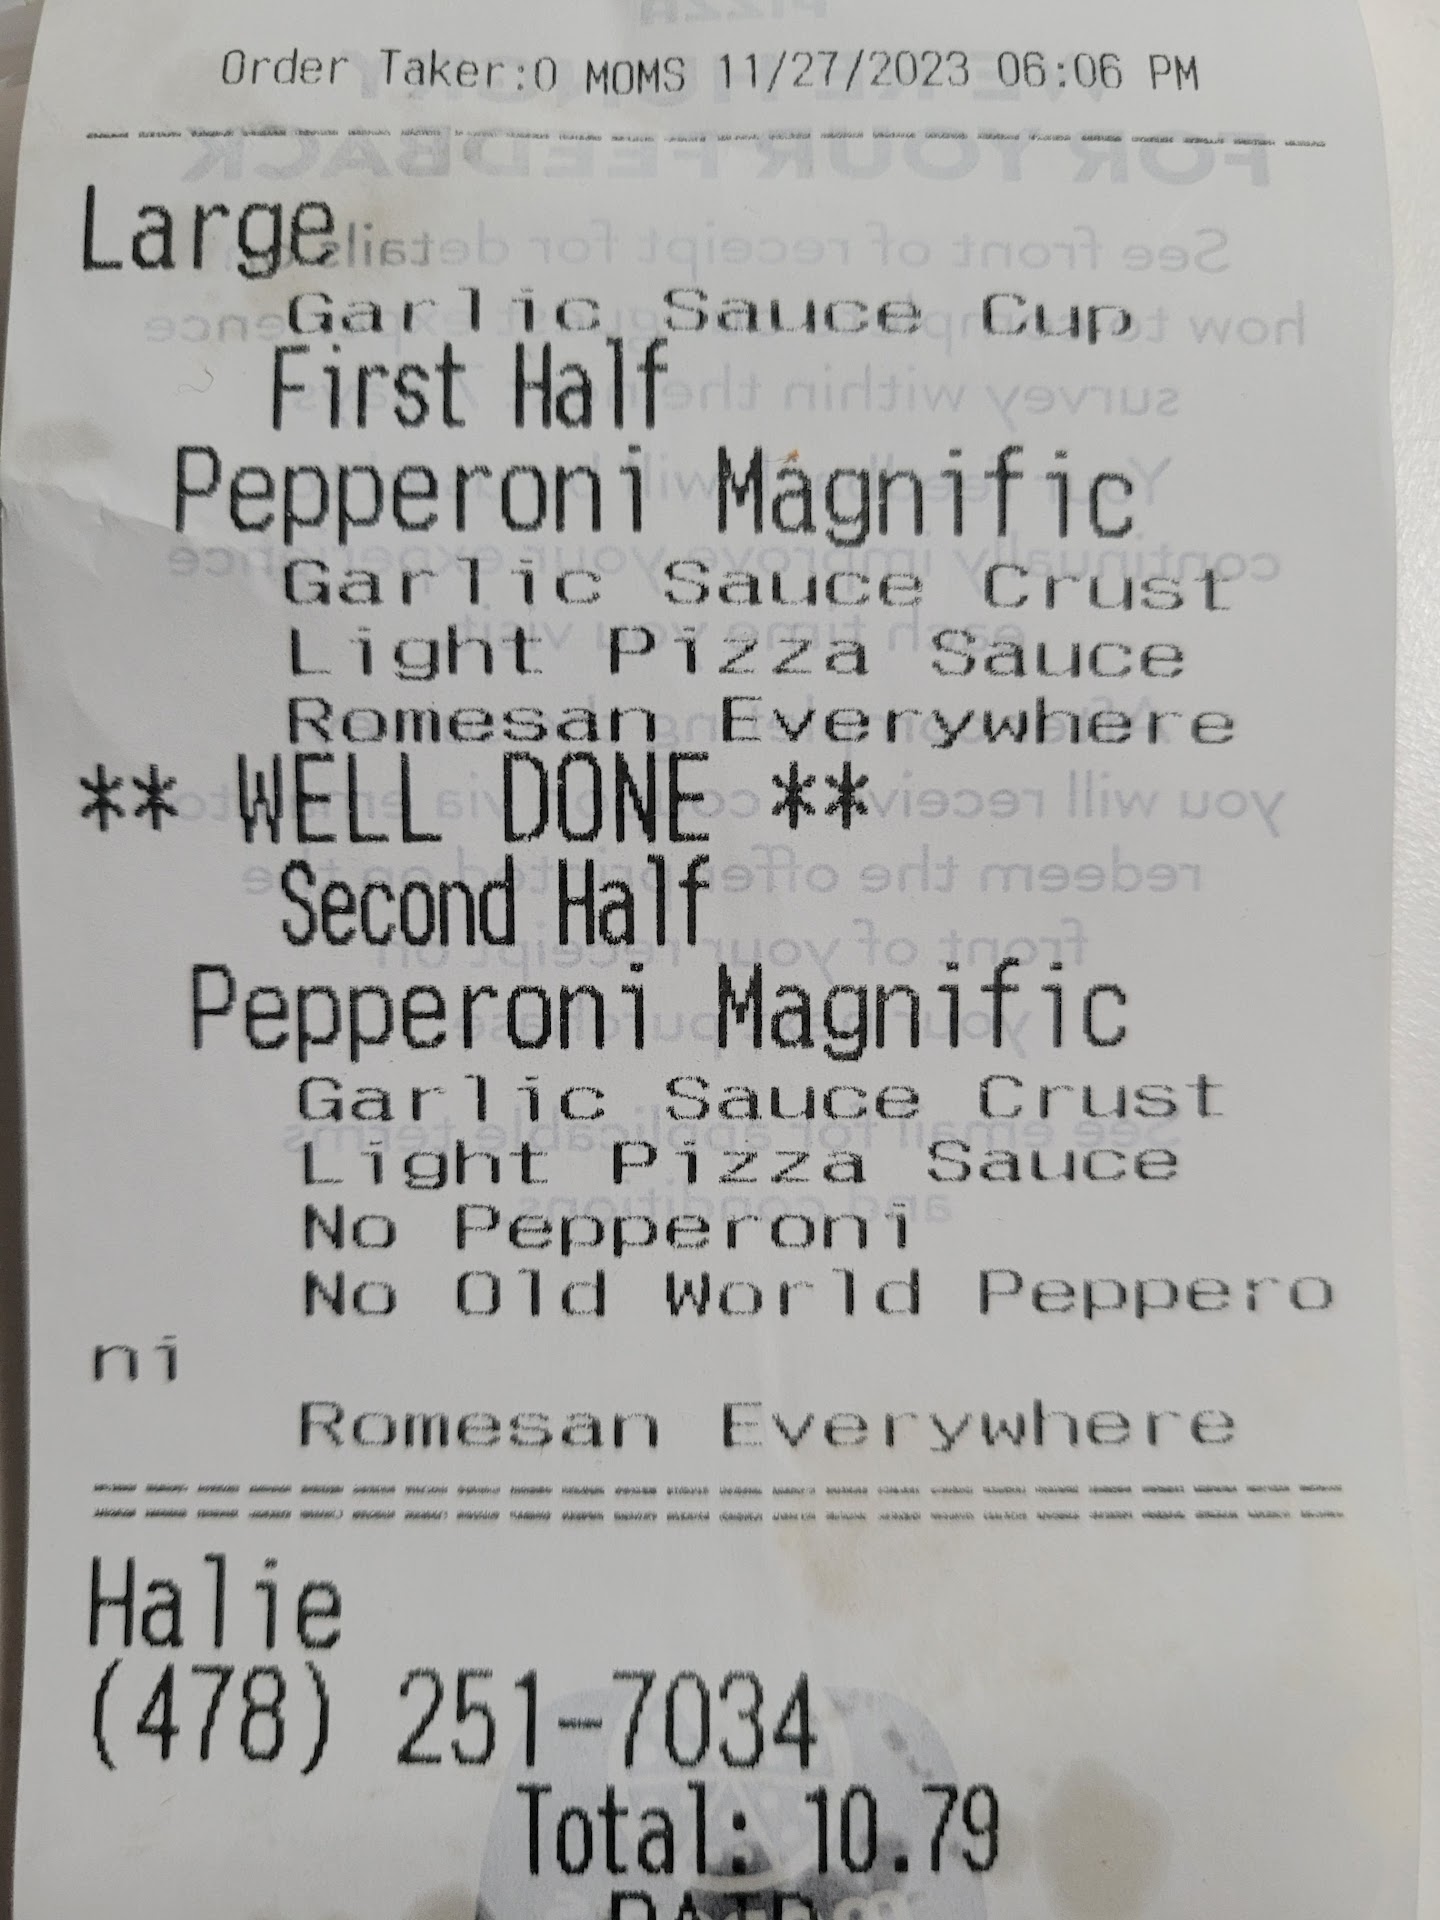 Order Taker:0 MOMS 11/27/2023 06:06 PM
Large
Garlic Sauce Cup
First Half
Pepperoni Magnific
Garlic Sauce Crust
Light Pizza Sauce
Romesan Everywhere
** WELL DONE **
Second Half
Pepperoni Magnific
Garlic Sauce Crust
Light Pizza Sauce
No Pepperoni
No Old World Peppero
ni
Romesan Everywhere
Halie
(478) 251-7034
Total: 10.79
PAID